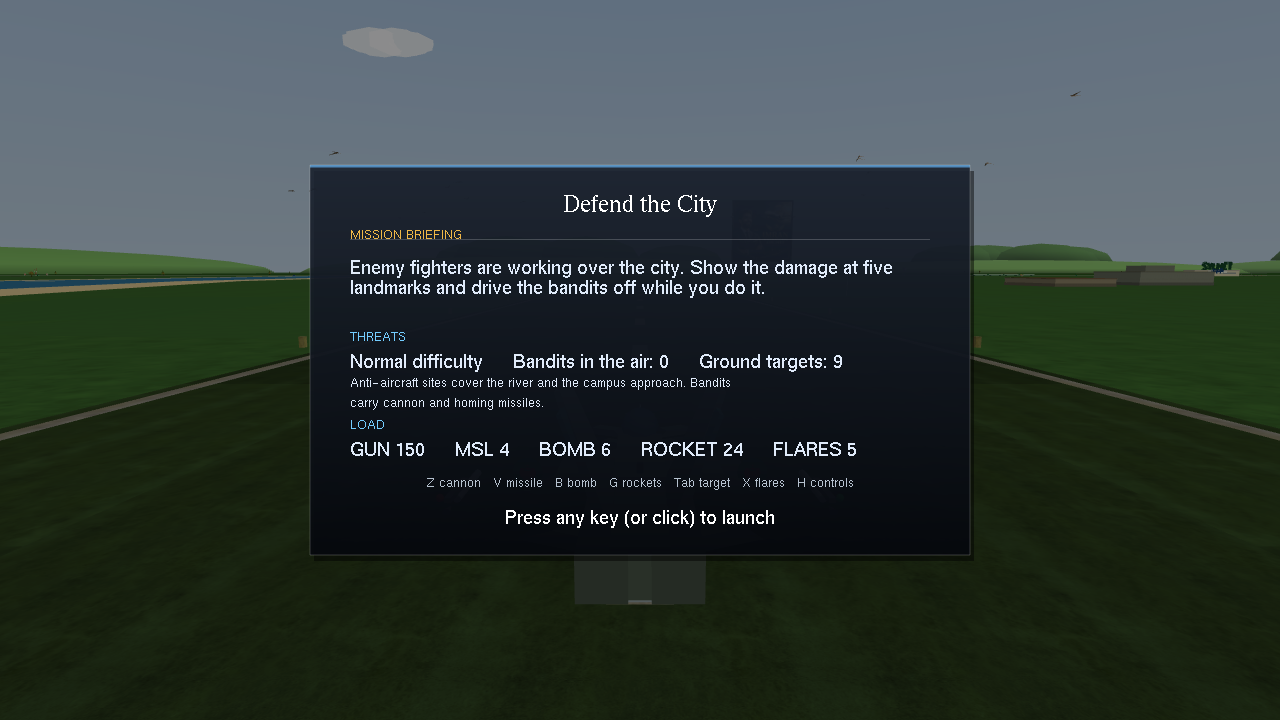 Defend the City
MISSION BRIEFING
Enemy fighters are working over the city. Show the damage at five
landmarks and drive the bandits off while you do it.
THREATS
Normal difficulty Bandits in the air: 0 Ground targets: 9
Anti-aircraft sites cover the river and the campus approach. Bandits
carry cannon and homing missiles.
LOAD
GUN 150 MSL 4 BOMB 6 ROCKET 24 FLARES 5
Z cannon V missile B bomb G rockets Tab target X flares H controls
Press any key (or click) to launch